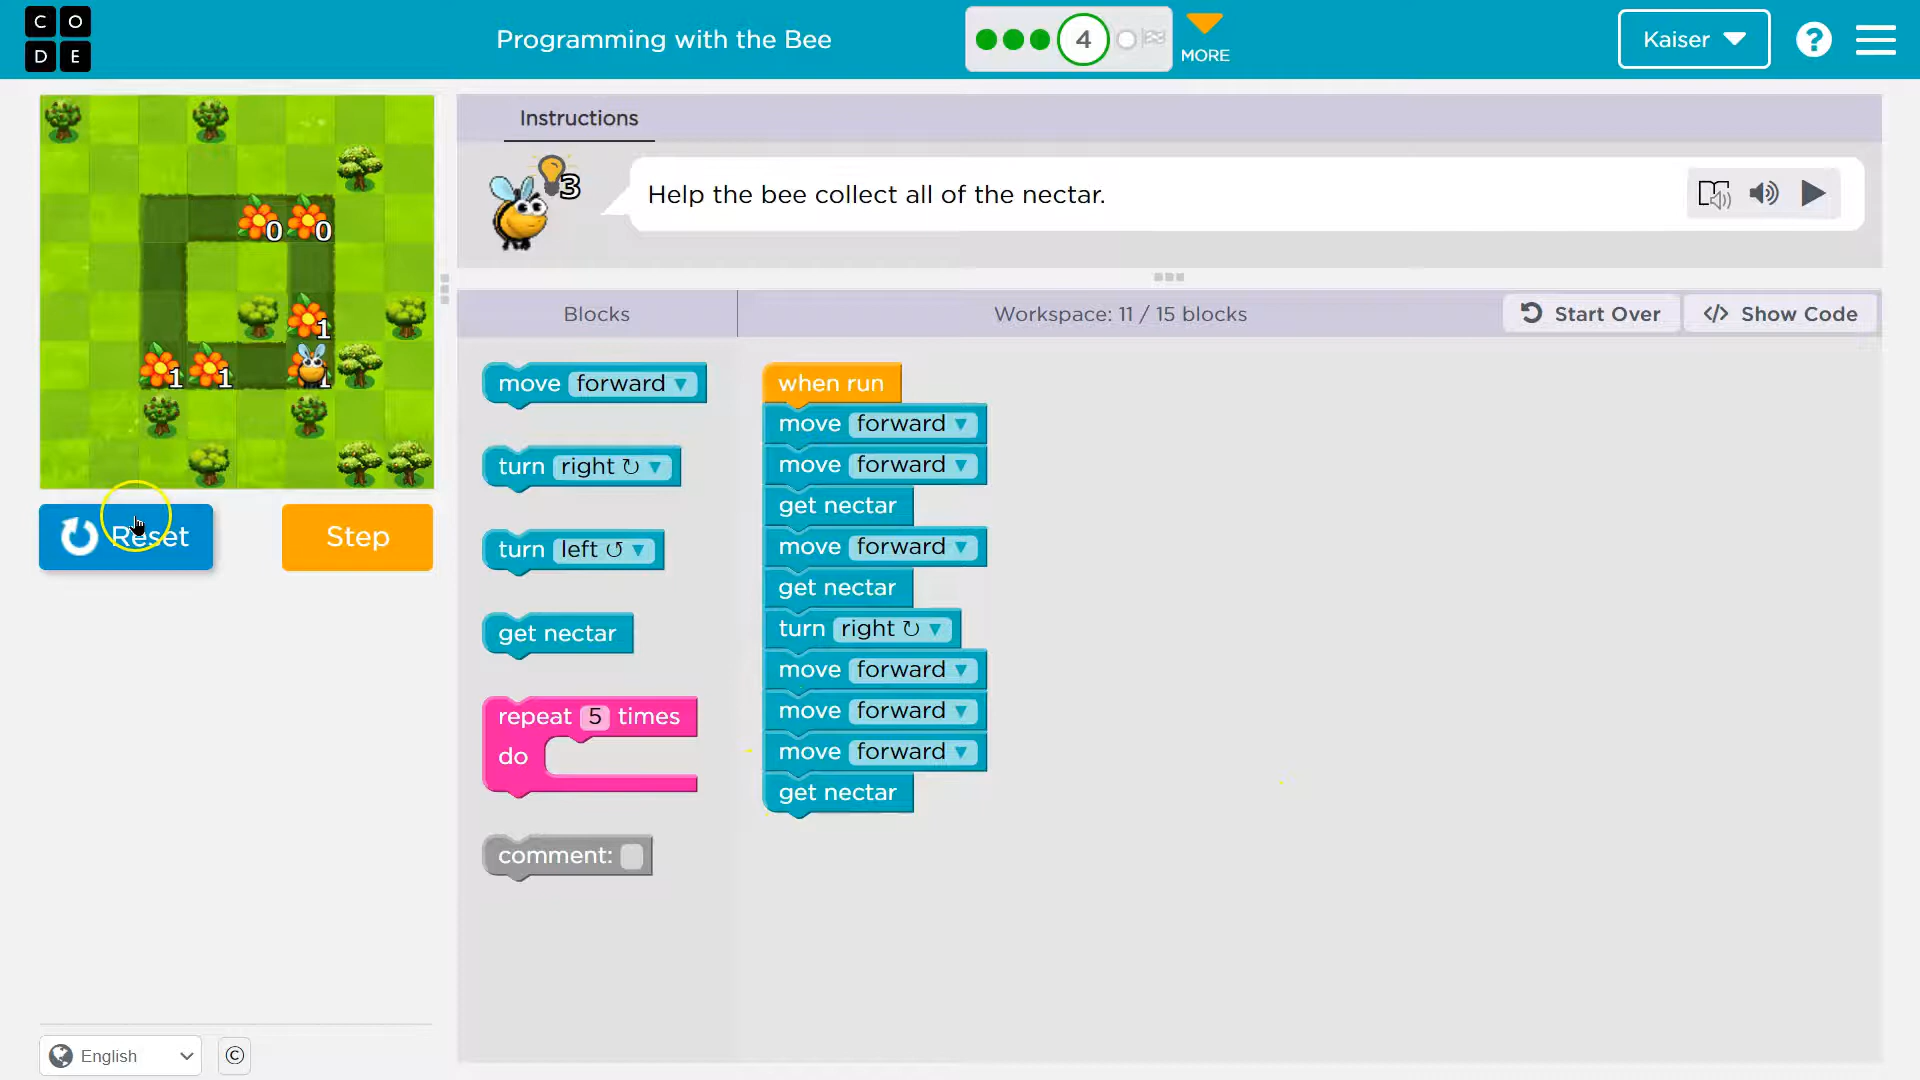 C O
D E
Programming with the Bee
4
MORE
Kaiser
?
Instructions
3
Help the bee collect all of the nectar.
0 0
1
1 1 1
Reset
Step
Blocks
Workspace: 11 / 15 blocks
Start Over
</> Show Code
move forward
turn right
turn left
get nectar
repeat 5 times
do
comment:
when run
move forward
move forward
get nectar
move forward
get nectar
turn right
move forward
move forward
move forward
get nectar
English
©